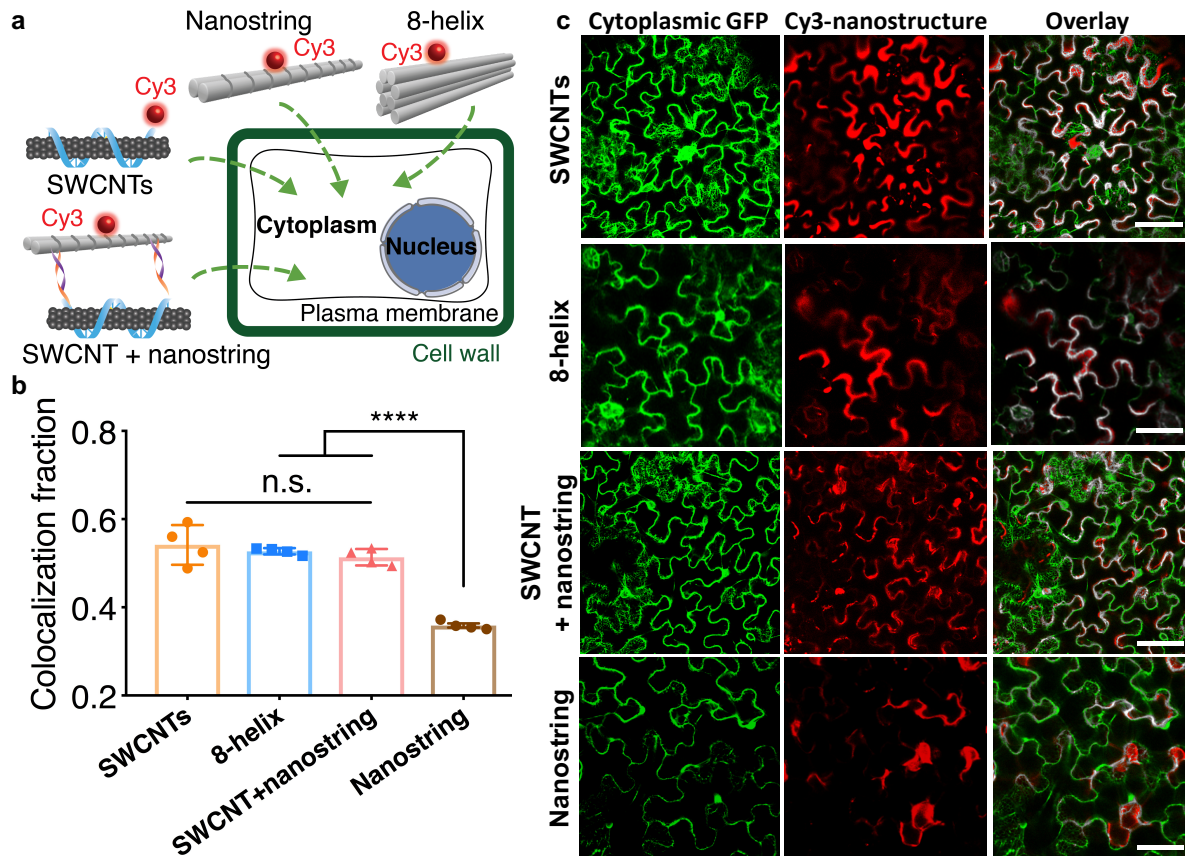 a
Nanostring
8-helix
Cy3
Cy3
Cy3
SWCNTs
Cy3
Cytoplasm
Nucleus
Plasma membrane
SWCNT + nanostring
Cell wall
b
Colocalization fraction
0.8
0.6
0.4
0.2
****
n.s.
SWCNTs
8-helix
SWCNT+nanostring
Nanostring
c
Cytoplasmic GFP
Cy3-nanostructure
Overlay
SWCNTs
8-helix
SWCNT
+ nanostring
Nanostring